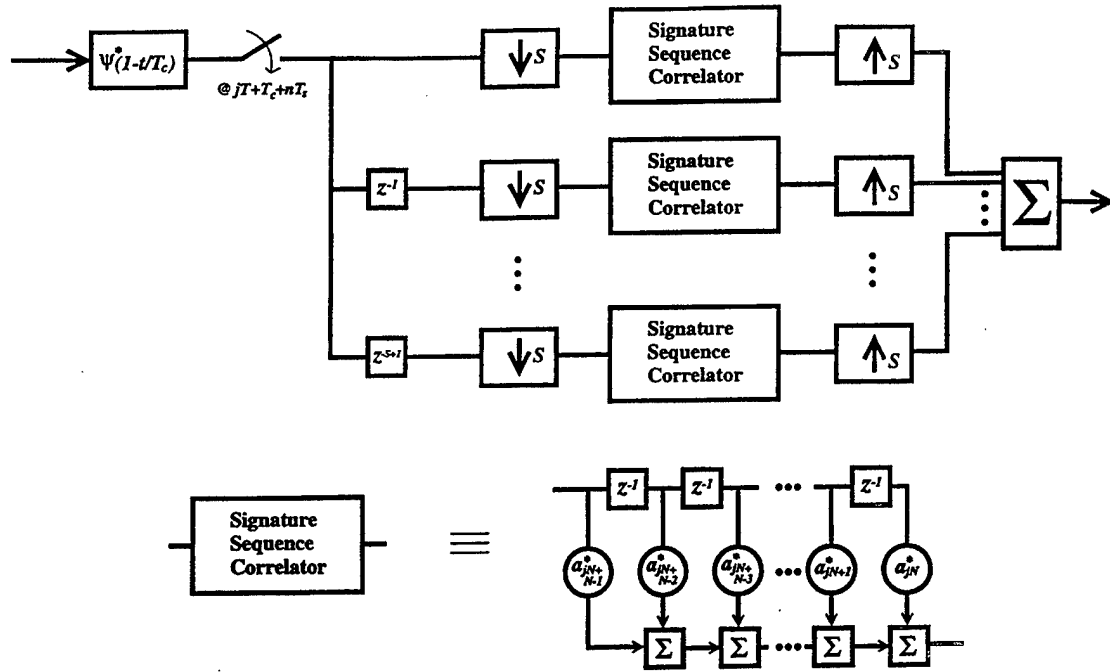 Ψ*(1-t/Tc)
@ jT+Tc+nTs
↓S
Signature
Sequence
Correlator
↑S
z-1
↓S
Signature
Sequence
Correlator
↑S
Σ
z-S+1
↓S
Signature
Sequence
Correlator
↑S
Signature
Sequence
Correlator
≡
z-1
z-1
z-1
a*jN+N-1
a*jN+N-2
a*jN+N-3
a*jN+1
a*jN
Σ
Σ
Σ
Σ